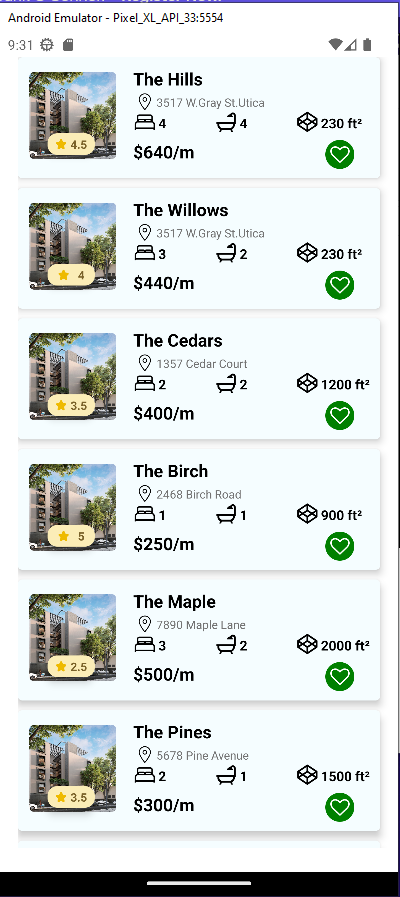 Android Emulator - Pixel_XL_API_33:5554
9:31
The Hills
3517 W.Gray St.Utica
4 4 230 ft²
4.5
$640/m
The Willows
3517 W.Gray St.Utica
3 2 230 ft²
4
$440/m
The Cedars
1357 Cedar Court
2 2 1200 ft²
3.5
$400/m
The Birch
2468 Birch Road
1 1 900 ft²
5
$250/m
The Maple
7890 Maple Lane
3 2 2000 ft²
2.5
$500/m
The Pines
5678 Pine Avenue
2 1 1500 ft²
3.5
$300/m